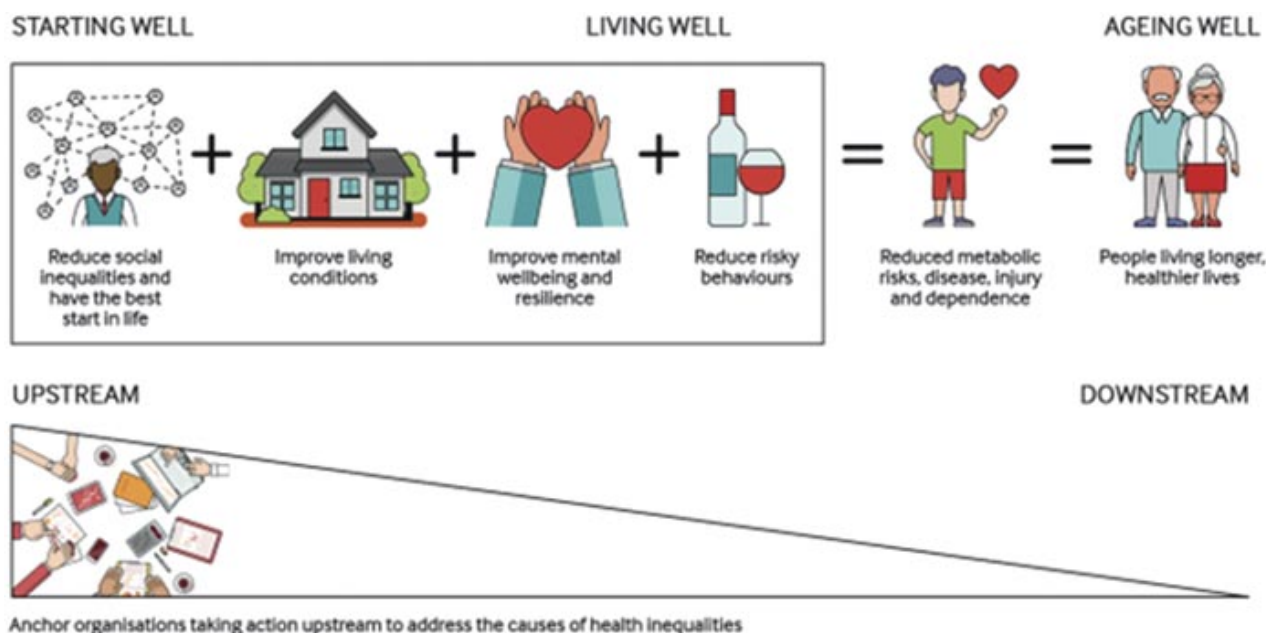 STARTING WELL
LIVING WELL
AGEING WELL
Reduce social
inequalities and
have the best
start in life
Improve living
conditions
Improve mental
wellbeing and
resilience
Reduce risky
behaviours
Reduced metabolic
risks, disease, injury
and dependence
People living longer,
healthier lives
UPSTREAM
DOWNSTREAM
Anchor organisations taking action upstream to address the causes of health inequalities